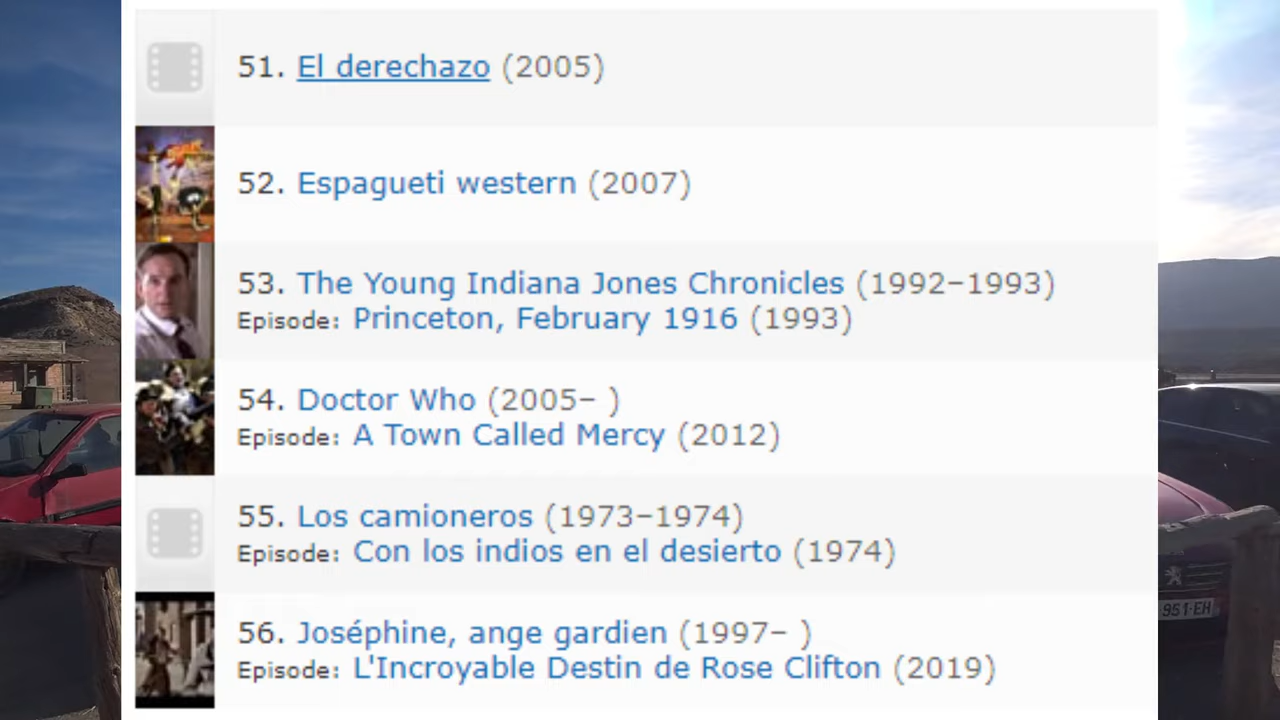 51. El derechazo (2005)
52. Espagueti western (2007)
53. The Young Indiana Jones Chronicles (1992–1993)
Episode: Princeton, February 1916 (1993)
54. Doctor Who (2005– )
Episode: A Town Called Mercy (2012)
55. Los camioneros (1973–1974)
Episode: Con los indios en el desierto (1974)
56. Joséphine, ange gardien (1997– )
Episode: L'Incroyable Destin de Rose Clifton (2019)
951-EH